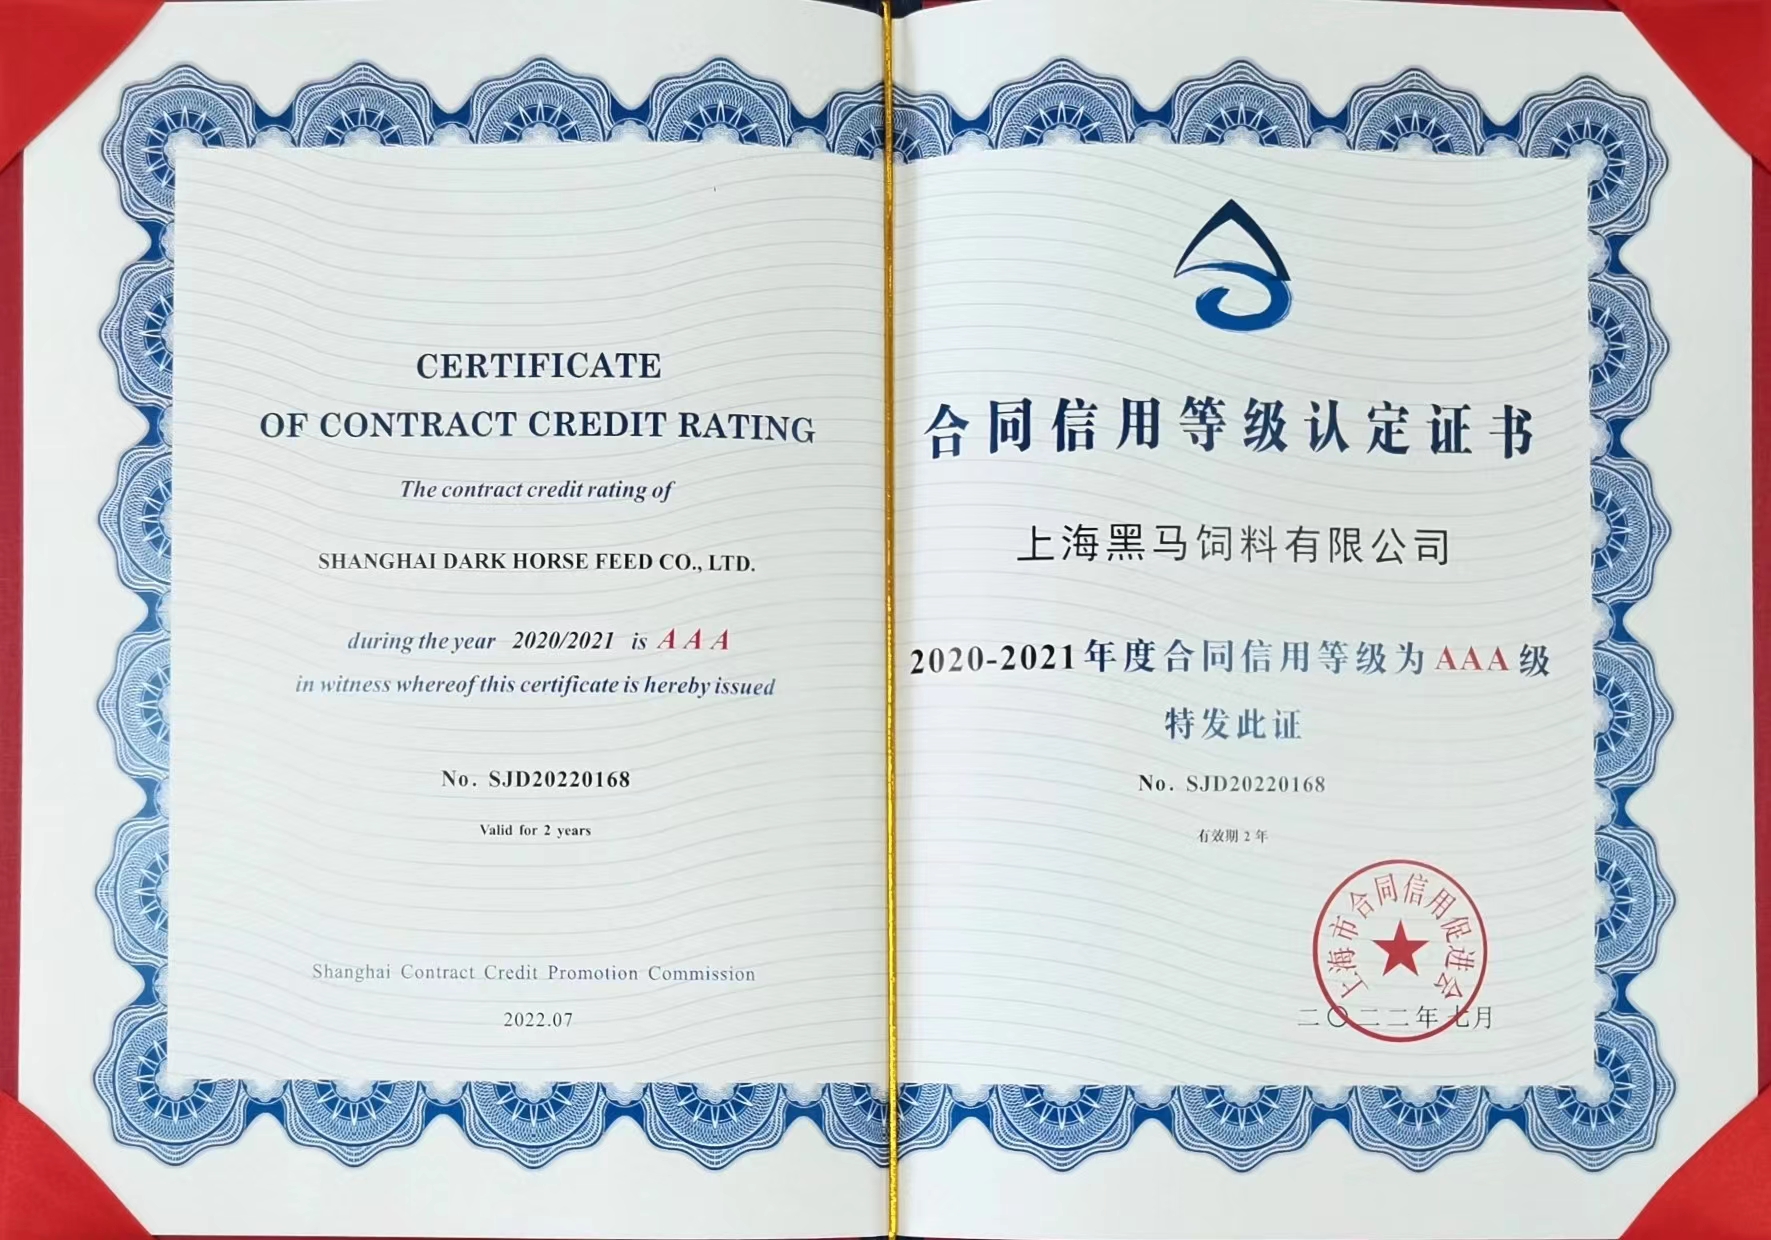 CERTIFICATE
OF CONTRACT CREDIT RATING
The contract credit rating of
SHANGHAI DARK HORSE FEED CO., LTD.
during the year 2020/2021 is AAA
in witness whereof this certificate is hereby issued
No. SJD20220168
Valid for 2 years
Shanghai Contract Credit Promotion Commission
2022.07
合同信用等级认定证书
上海黑马饲料有限公司
2020-2021年度合同信用等级为AAA级
特发此证
No. SJD20220168
有效期2年
上海市合同信用促进会
二〇二二年七月